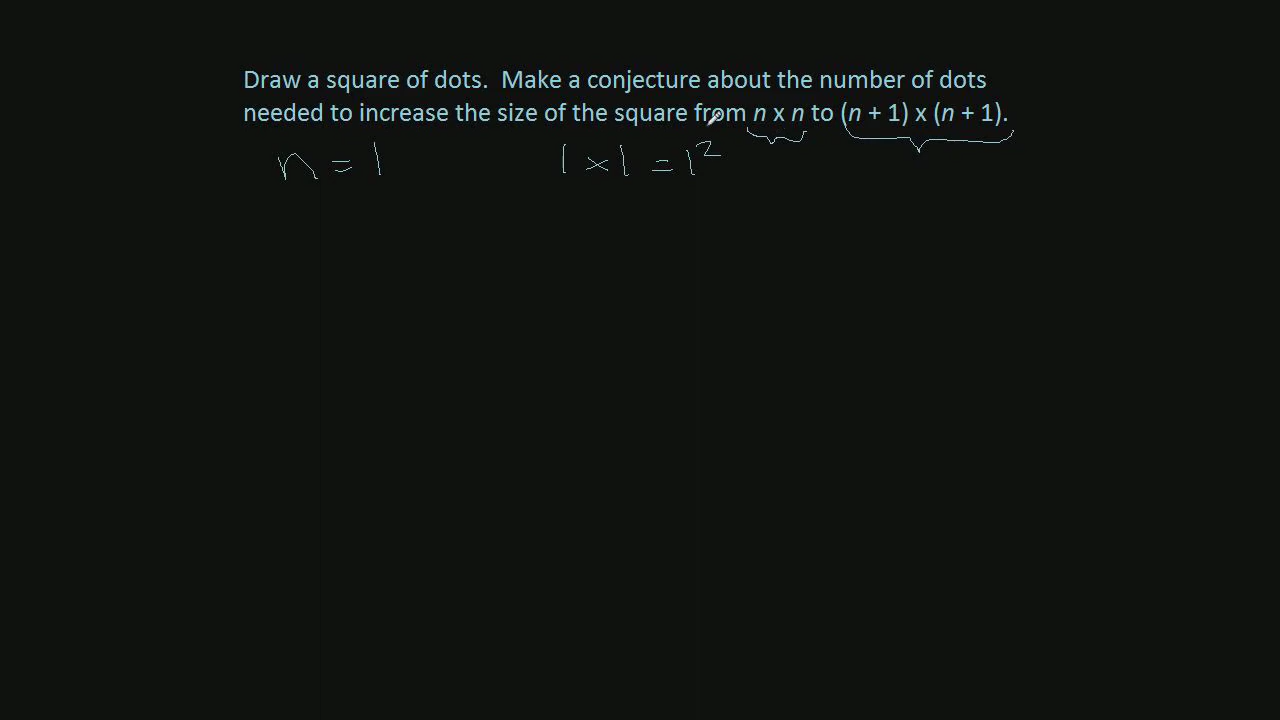 Draw a square of dots.  Make a conjecture about the number of dots
needed to increase the size of the square from n x n to (n + 1) x (n + 1).
n = 1 1 × 1 = 1²